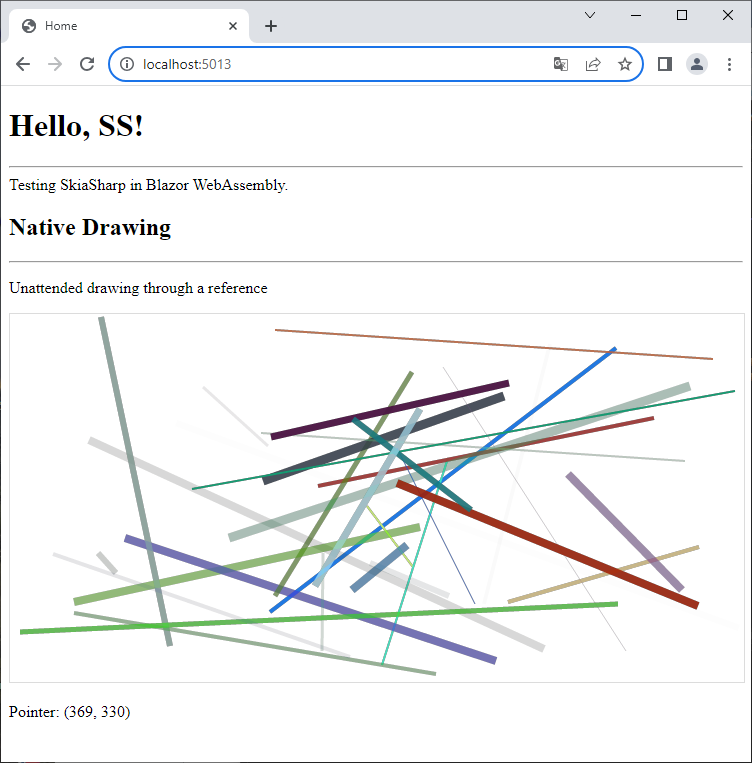 Home
localhost:5013
Hello, SS!
Testing SkiaSharp in Blazor WebAssembly.
Native Drawing
Unattended drawing through a reference
Pointer: (369, 330)